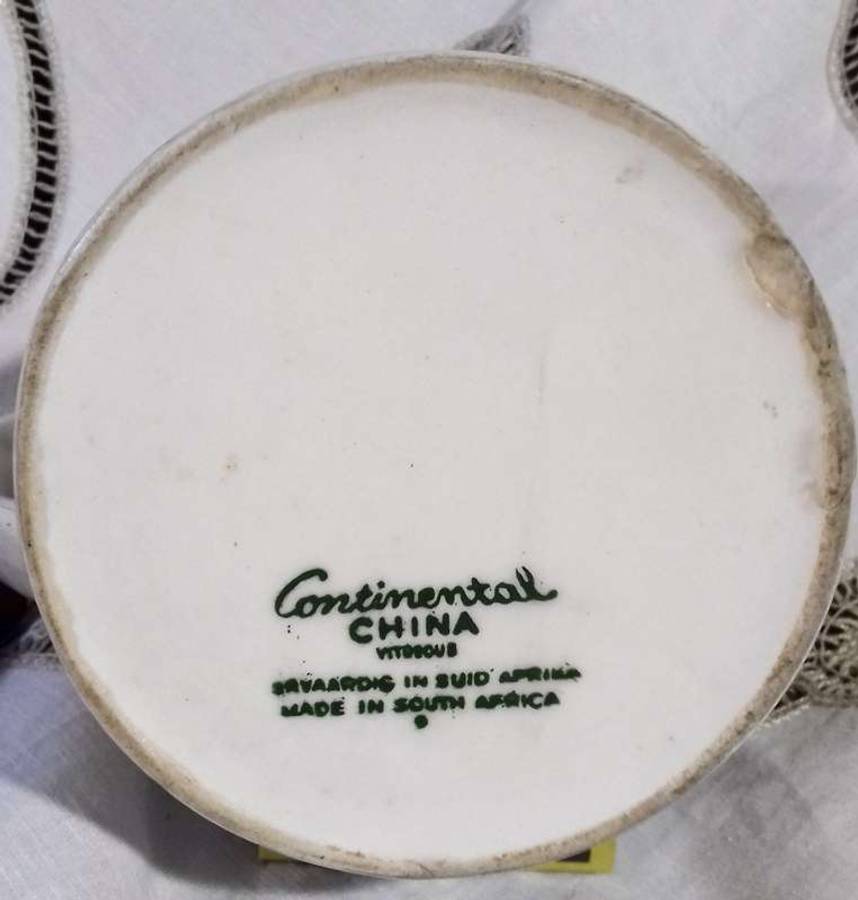 Continental
CHINA
VITREOUS
VERVAARDIG IN SUID AFRIKA
MADE IN SOUTH AFRICA